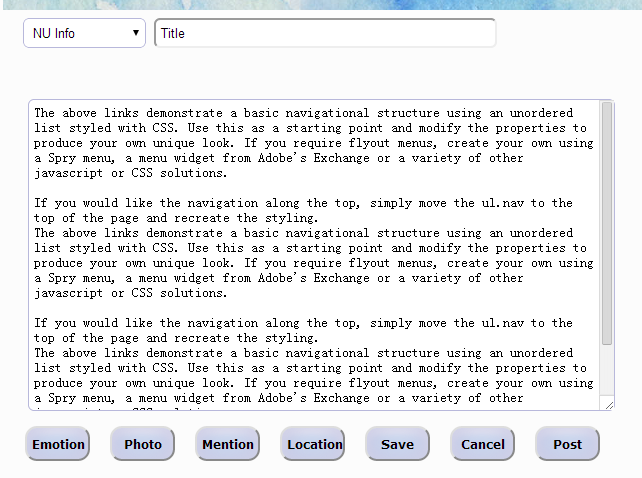 NU Info
Title
The above links demonstrate a basic navigational structure using an unordered
list styled with CSS. Use this as a starting point and modify the properties to
produce your own unique look. If you require flyout menus, create your own using
a Spry menu, a menu widget from Adobe's Exchange or a variety of other
javascript or CSS solutions.
If you would like the navigation along the top, simply move the ul.nav to the
top of the page and recreate the styling.
The above links demonstrate a basic navigational structure using an unordered
list styled with CSS. Use this as a starting point and modify the properties to
produce your own unique look. If you require flyout menus, create your own using
a Spry menu, a menu widget from Adobe's Exchange or a variety of other
javascript or CSS solutions.
If you would like the navigation along the top, simply move the ul.nav to the
top of the page and recreate the styling.
The above links demonstrate a basic navigational structure using an unordered
list styled with CSS. Use this as a starting point and modify the properties to
produce your own unique look. If you require flyout menus, create your own using
a Spry menu, a menu widget from Adobe's Exchange or a variety of other
Emotion Photo Mention Location Save Cancel Post